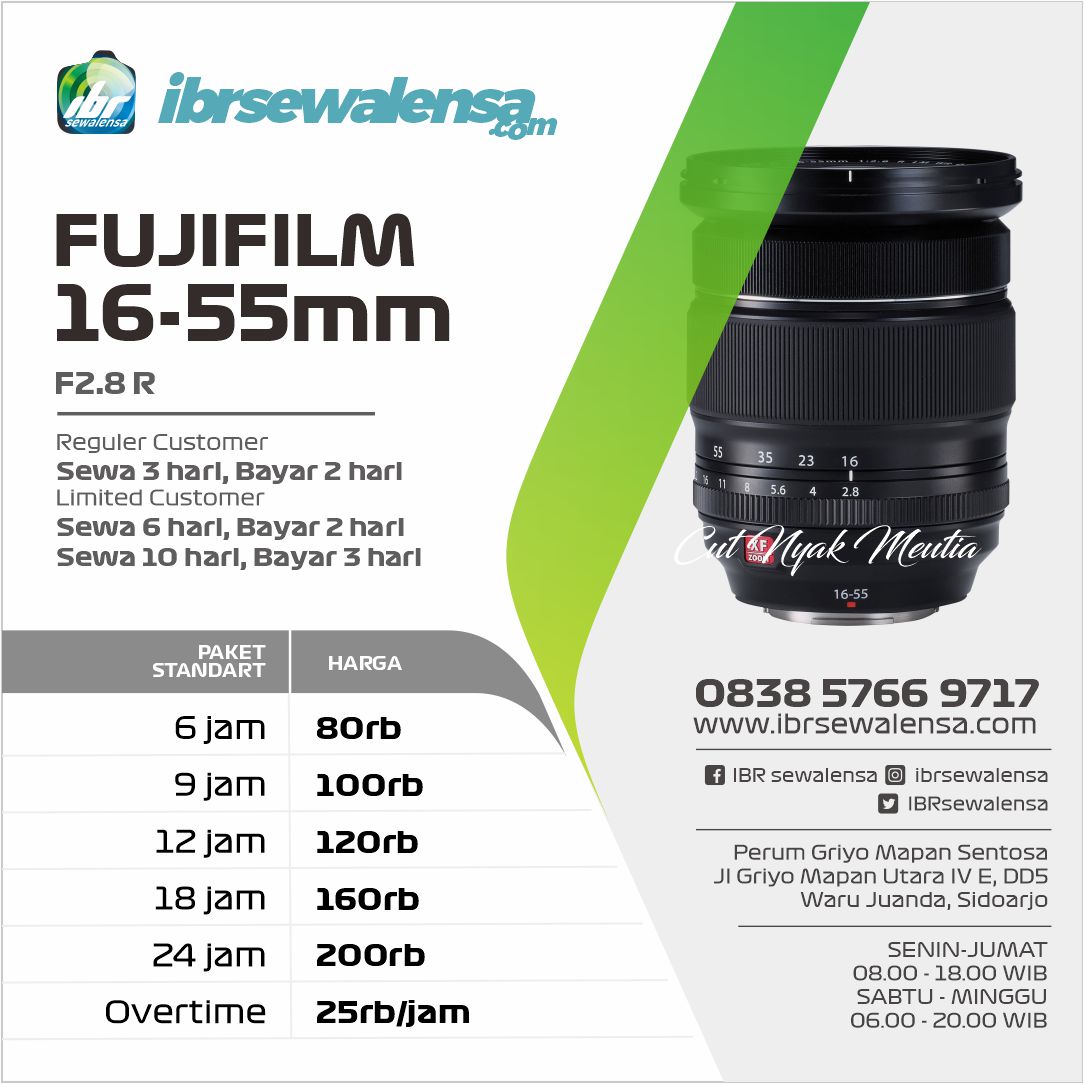 ibr
sewalensa
ibrsewalensa
.com
FUJIFILM
16-55mm
F2.8 R
Reguler Customer
Sewa 3 hari, Bayar 2 hari
Limited Customer
Sewa 6 hari, Bayar 2 hari
Sewa 10 hari, Bayar 3 hari
PAKET
STANDART
HARGA
6 jam 80rb
9 jam 100rb
12 jam 120rb
18 jam 160rb
24 jam 200rb
Overtime 25rb/jam
55 35 23 16
16 11 8 5.6 4 2.8
Cut Nyak Meutia
XF
ZOOM
16-55
0838 5766 9717
www.ibrsewalensa.com
IBR sewalensa ibrsewalensa
IBRsewalensa
Perum Griyo Mapan Sentosa
Jl Griyo Mapan Utara IV E, DD5
Waru Juanda, Sidoarjo
SENIN-JUMAT
08.00 - 18.00 WIB
SABTU - MINGGU
06.00 - 20.00 WIB